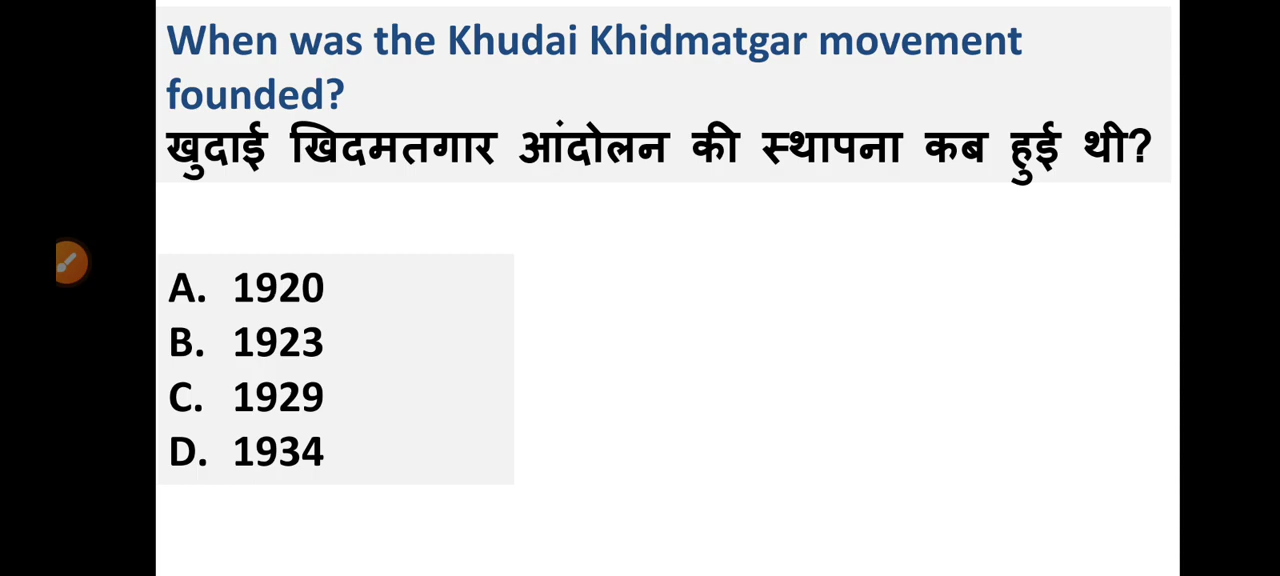 When was the Khudai Khidmatgar movement
founded?
खुदाई खिदमतगार आंदोलन की स्थापना कब हुई थी?
A. 1920
B. 1923
C. 1929
D. 1934